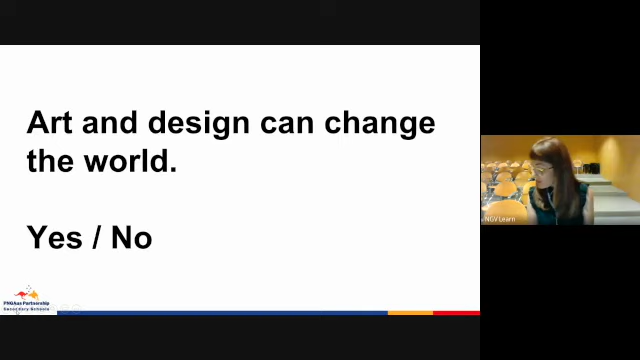 Art and design can change
the world.
Yes / No
NGV Learn
PNGAus Partnership
Secondary Schools